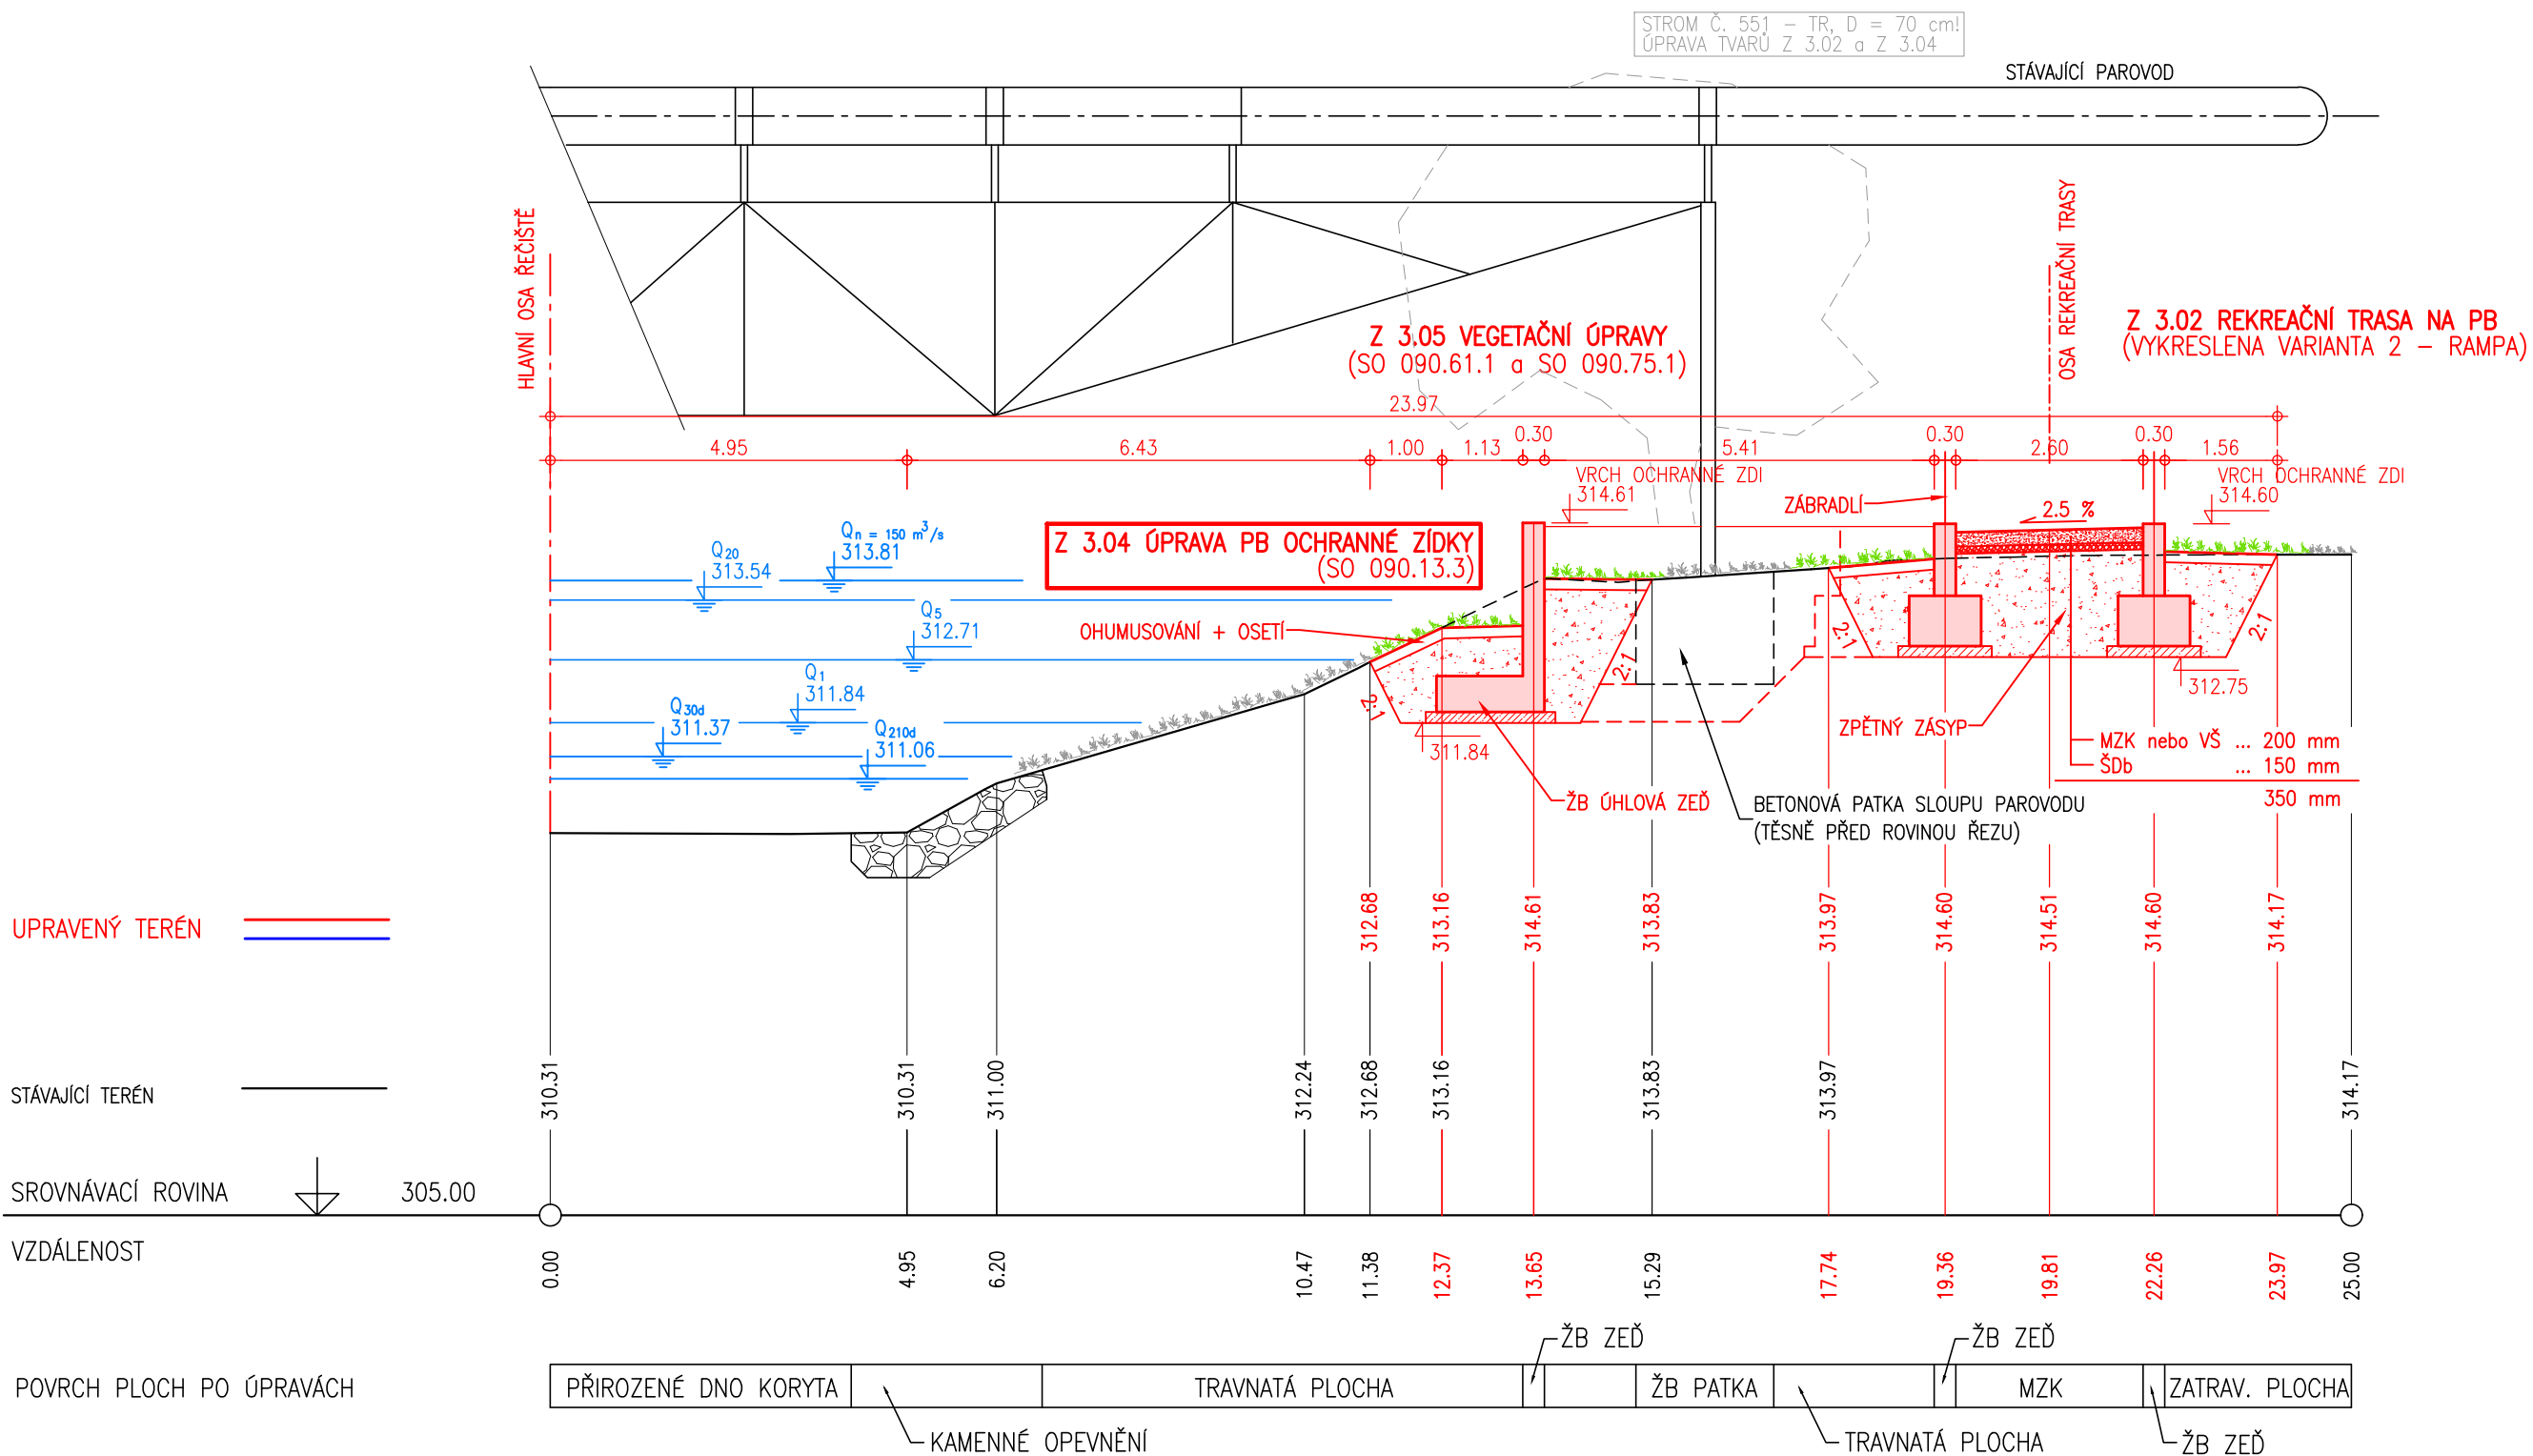 STROM Č. 551 – TR, D = 70 cm!
ÚPRAVA TVARŮ Z 3.02 a Z 3.04
STÁVAJÍCÍ PAROVOD
HLAVNÍ OSA ŘEČIŠTĚ
OSA REKREAČNÍ TRASY
Z 3.05 VEGETAČNÍ ÚPRAVY
(SO 090.61.1 a SO 090.75.1)
Z 3.02 REKREAČNÍ TRASA NA PB
(VYKRESLENA VARIANTA 2 – RAMPA)
23.97
4.95
6.43
1.00
1.13
0.30
5.41
0.30
2.60
0.30
1.56
VRCH OCHRANNÉ ZDI
314.61
ZÁBRADLÍ
2.5 %
VRCH OCHRANNÉ ZDI
314.60
Z 3.04 ÚPRAVA PB OCHRANNÉ ZÍDKY
(SO 090.13.3)
Qn = 150 m³/s
313.81
Q20
313.54
Q5
312.71
Q1
311.84
Q30d
311.37
Q210d
311.06
OHUMUSOVÁNÍ + OSETÍ
2:1
2:1
2:1
2:1
311.84
312.75
ZPĚTNÝ ZÁSYP
MZK nebo VŠ ... 200 mm
ŠDb ... 150 mm
350 mm
ŽB ÚHLOVÁ ZEĎ
BETONOVÁ PATKA SLOUPU PAROVODU
(TĚSNĚ PŘED ROVINOU ŘEZU)
UPRAVENÝ TERÉN
312.68
313.16
314.61
313.83
313.97
314.60
314.51
314.60
314.17
STÁVAJÍCÍ TERÉN
310.31
310.31
311.00
312.24
312.68
313.16
313.83
313.97
314.17
SROVNÁVACÍ ROVINA 305.00
VZDÁLENOST
0.00
4.95
6.20
10.47
11.38
12.37
13.65
15.29
17.74
19.36
19.81
22.26
23.97
25.00
ŽB ZEĎ
ŽB ZEĎ
POVRCH PLOCH PO ÚPRAVÁCH
PŘIROZENÉ DNO KORYTA
TRAVNATÁ PLOCHA
ŽB PATKA
MZK
ZATRAV. PLOCHA
KAMENNÉ OPEVNĚNÍ
TRAVNATÁ PLOCHA
ŽB ZEĎ